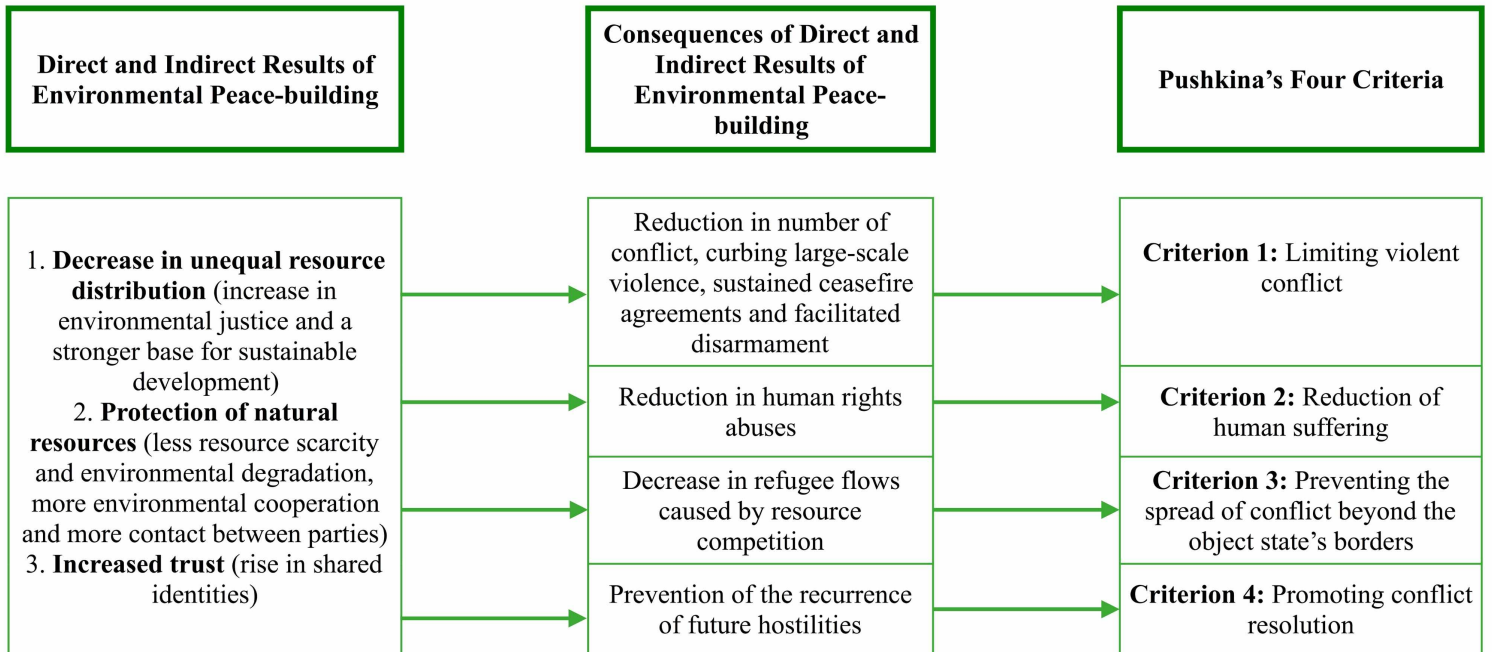 Direct and Indirect Results of
Environmental Peace-building
Consequences of Direct and
Indirect Results of
Environmental Peace-
building
Pushkina’s Four Criteria
1. Decrease in unequal resource
distribution (increase in
environmental justice and a
stronger base for sustainable
development)
2. Protection of natural
resources (less resource scarcity
and environmental degradation,
more environmental cooperation
and more contact between parties)
3. Increased trust (rise in shared
identities)
Reduction in number of
conflict, curbing large-scale
violence, sustained ceasefire
agreements and facilitated
disarmament
Criterion 1: Limiting violent
conflict
Reduction in human rights
abuses
Criterion 2: Reduction of
human suffering
Decrease in refugee flows
caused by resource
competition
Criterion 3: Preventing the
spread of conflict beyond the
object state’s borders
Prevention of the recurrence
of future hostilities
Criterion 4: Promoting conflict
resolution